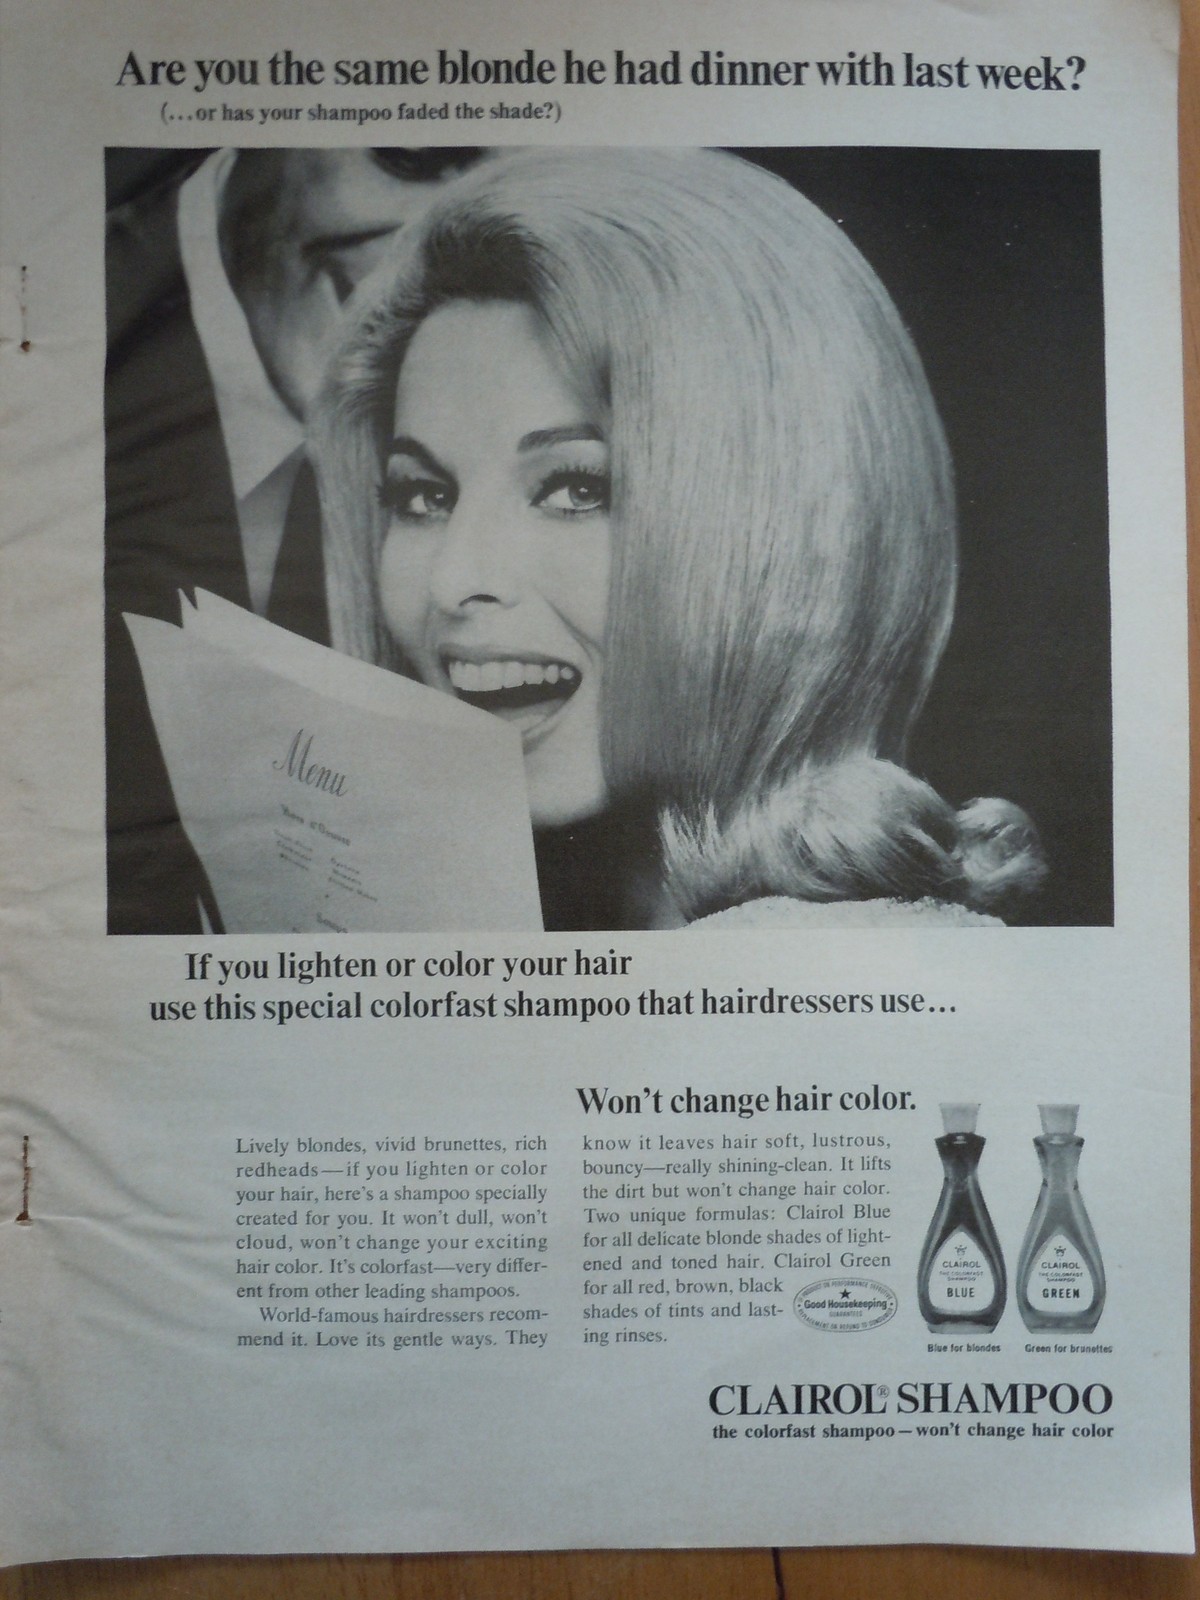 Are you the same blonde he had dinner with last week?
(...or has your shampoo faded the shade?)
Menu
If you lighten or color your hair
use this special colorfast shampoo that hairdressers use...
Won't change hair color.
Lively blondes, vivid brunettes, rich
redheads—if you lighten or color
your hair, here's a shampoo specially
created for you. It won't dull, won't
cloud, won't change your exciting
hair color. It's colorfast—very differ-
ent from other leading shampoos.
World-famous hairdressers recom-
mend it. Love its gentle ways. They
know it leaves hair soft, lustrous,
bouncy—really shining-clean. It lifts
the dirt but won't change hair color.
Two unique formulas: Clairol Blue
for all delicate blonde shades of light-
ened and toned hair. Clairol Green
for all red, brown, black
shades of tints and last-
ing rinses.
Good Housekeeping
GUARANTEES
CLAIROL
THE COLORFAST
SHAMPOO
BLUE
CLAIROL
THE COLORFAST
SHAMPOO
GREEN
Blue for blondes
Green for brunettes
CLAIROL® SHAMPOO
the colorfast shampoo—won't change hair color